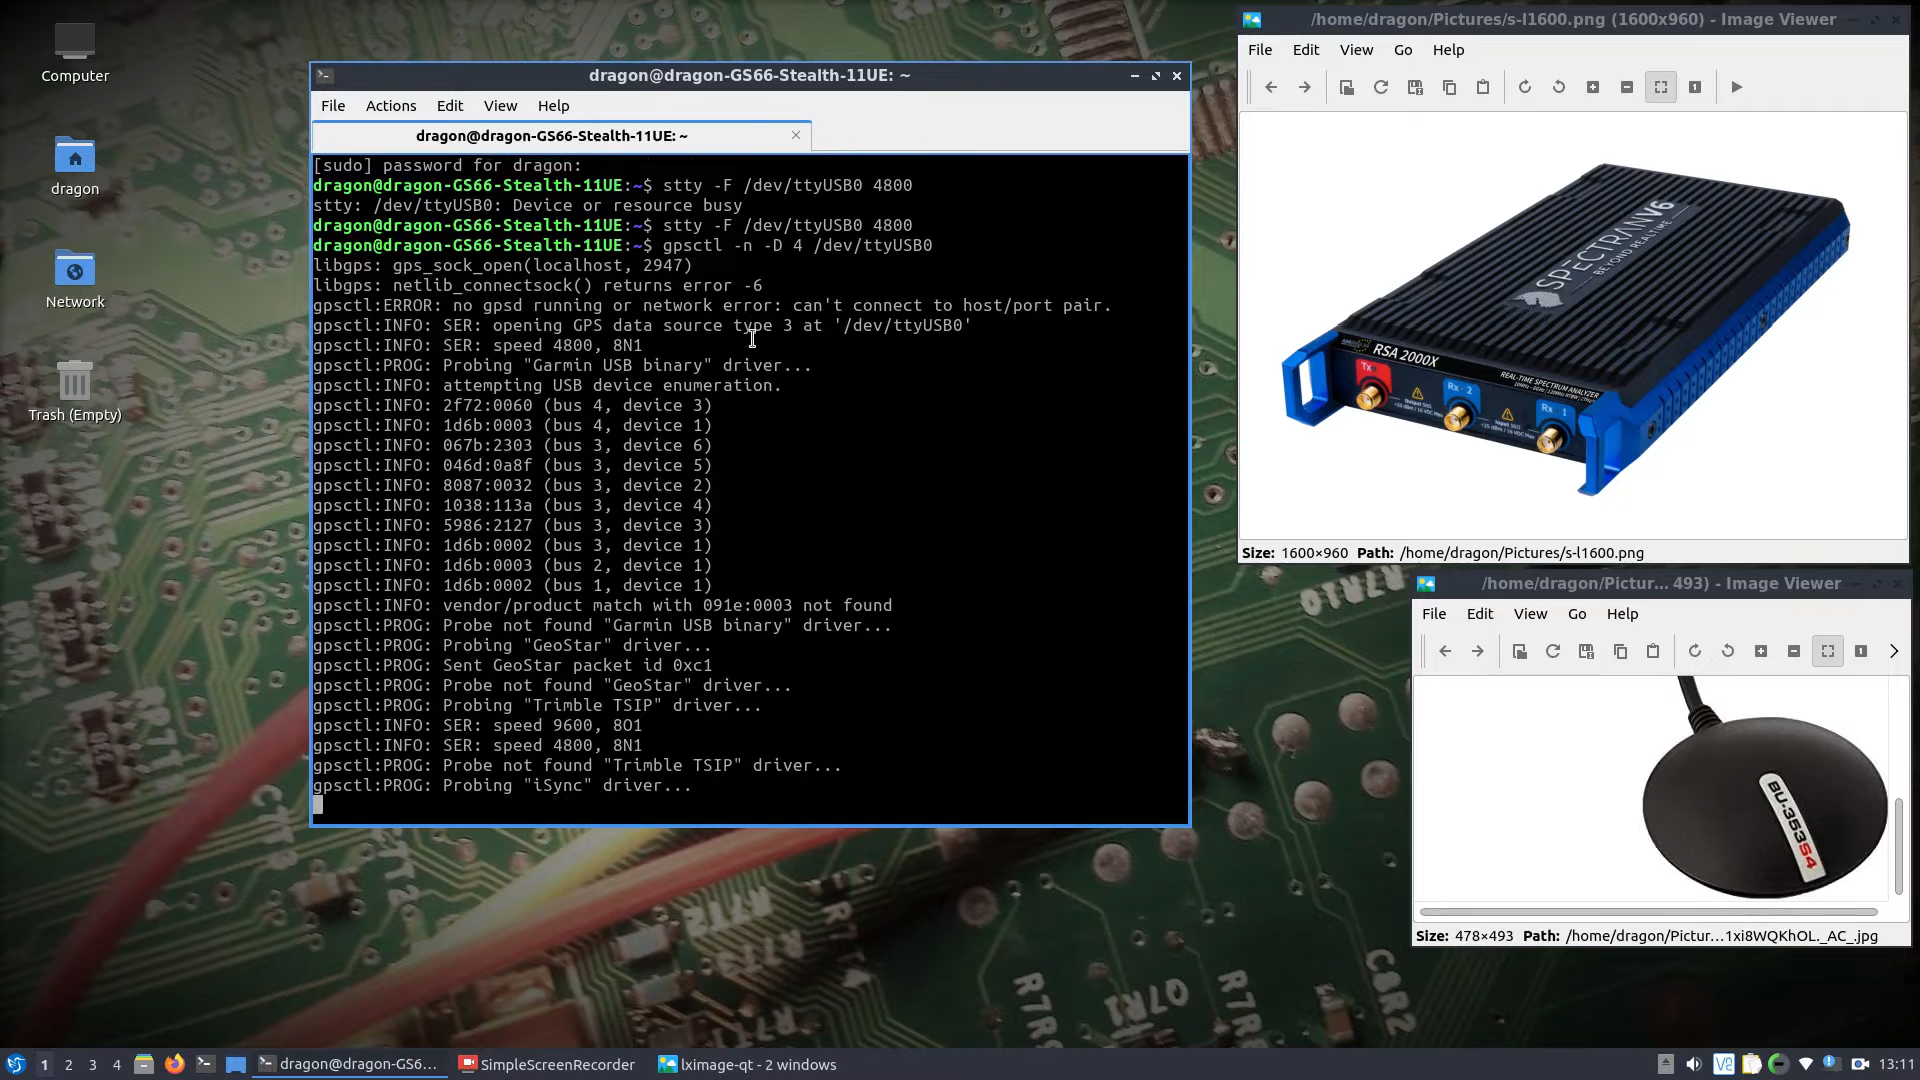 Computer
dragon
Network
Trash (Empty)
dragon@dragon-GS66-Stealth-11UE: ~
File Actions Edit View Help
dragon@dragon-GS66-Stealth-11UE: ~
[sudo] password for dragon:
dragon@dragon-GS66-Stealth-11UE:~$ stty -F /dev/ttyUSB0 4800
stty: /dev/ttyUSB0: Device or resource busy
dragon@dragon-GS66-Stealth-11UE:~$ stty -F /dev/ttyUSB0 4800
dragon@dragon-GS66-Stealth-11UE:~$ gpsctl -n -D 4 /dev/ttyUSB0
libgps: gps_sock_open(localhost, 2947)
libgps: netlib_connectsock() returns error -6
gpsctl:ERROR: no gpsd running or network error: can't connect to host/port pair.
gpsctl:INFO: SER: opening GPS data source type 3 at '/dev/ttyUSB0'
gpsctl:INFO: SER: speed 4800, 8N1
gpsctl:PROG: Probing "Garmin USB binary" driver...
gpsctl:INFO: attempting USB device enumeration.
gpsctl:INFO: 2f72:0060 (bus 4, device 3)
gpsctl:INFO: 1d6b:0003 (bus 4, device 1)
gpsctl:INFO: 067b:2303 (bus 3, device 6)
gpsctl:INFO: 046d:0a8f (bus 3, device 5)
gpsctl:INFO: 8087:0032 (bus 3, device 2)
gpsctl:INFO: 1038:113a (bus 3, device 4)
gpsctl:INFO: 5986:2127 (bus 3, device 3)
gpsctl:INFO: 1d6b:0002 (bus 3, device 1)
gpsctl:INFO: 1d6b:0003 (bus 2, device 1)
gpsctl:INFO: 1d6b:0002 (bus 1, device 1)
gpsctl:INFO: vendor/product match with 091e:0003 not found
gpsctl:PROG: Probe not found "Garmin USB binary" driver...
gpsctl:PROG: Probing "GeoStar" driver...
gpsctl:PROG: Sent GeoStar packet id 0xc1
gpsctl:PROG: Probe not found "GeoStar" driver...
gpsctl:PROG: Probing "Trimble TSIP" driver...
gpsctl:INFO: SER: speed 9600, 8O1
gpsctl:INFO: SER: speed 4800, 8N1
gpsctl:PROG: Probe not found "Trimble TSIP" driver...
gpsctl:PROG: Probing "iSync" driver...
/home/dragon/Pictures/s-l1600.png (1600x960) - Image Viewer
File Edit View Go Help
SPECTRAN V6
BEYOND REALTIME
RSA 2000X
REAL-TIME SPECTRUM ANALYZER
Tx
Rx - 2
Rx - 1
Size: 1600×960 Path: /home/dragon/Pictures/s-l1600.png
/home/dragon/Pictur... 493) - Image Viewer
File Edit View Go Help
BU-353S4
Size: 478×493 Path: /home/dragon/Pictur...1xi8WQKhOL._AC_.jpg
R7R
C6R2
1 2 3 4 dragon@dragon-GS6... SimpleScreenRecorder lximage-qt - 2 windows 13:11